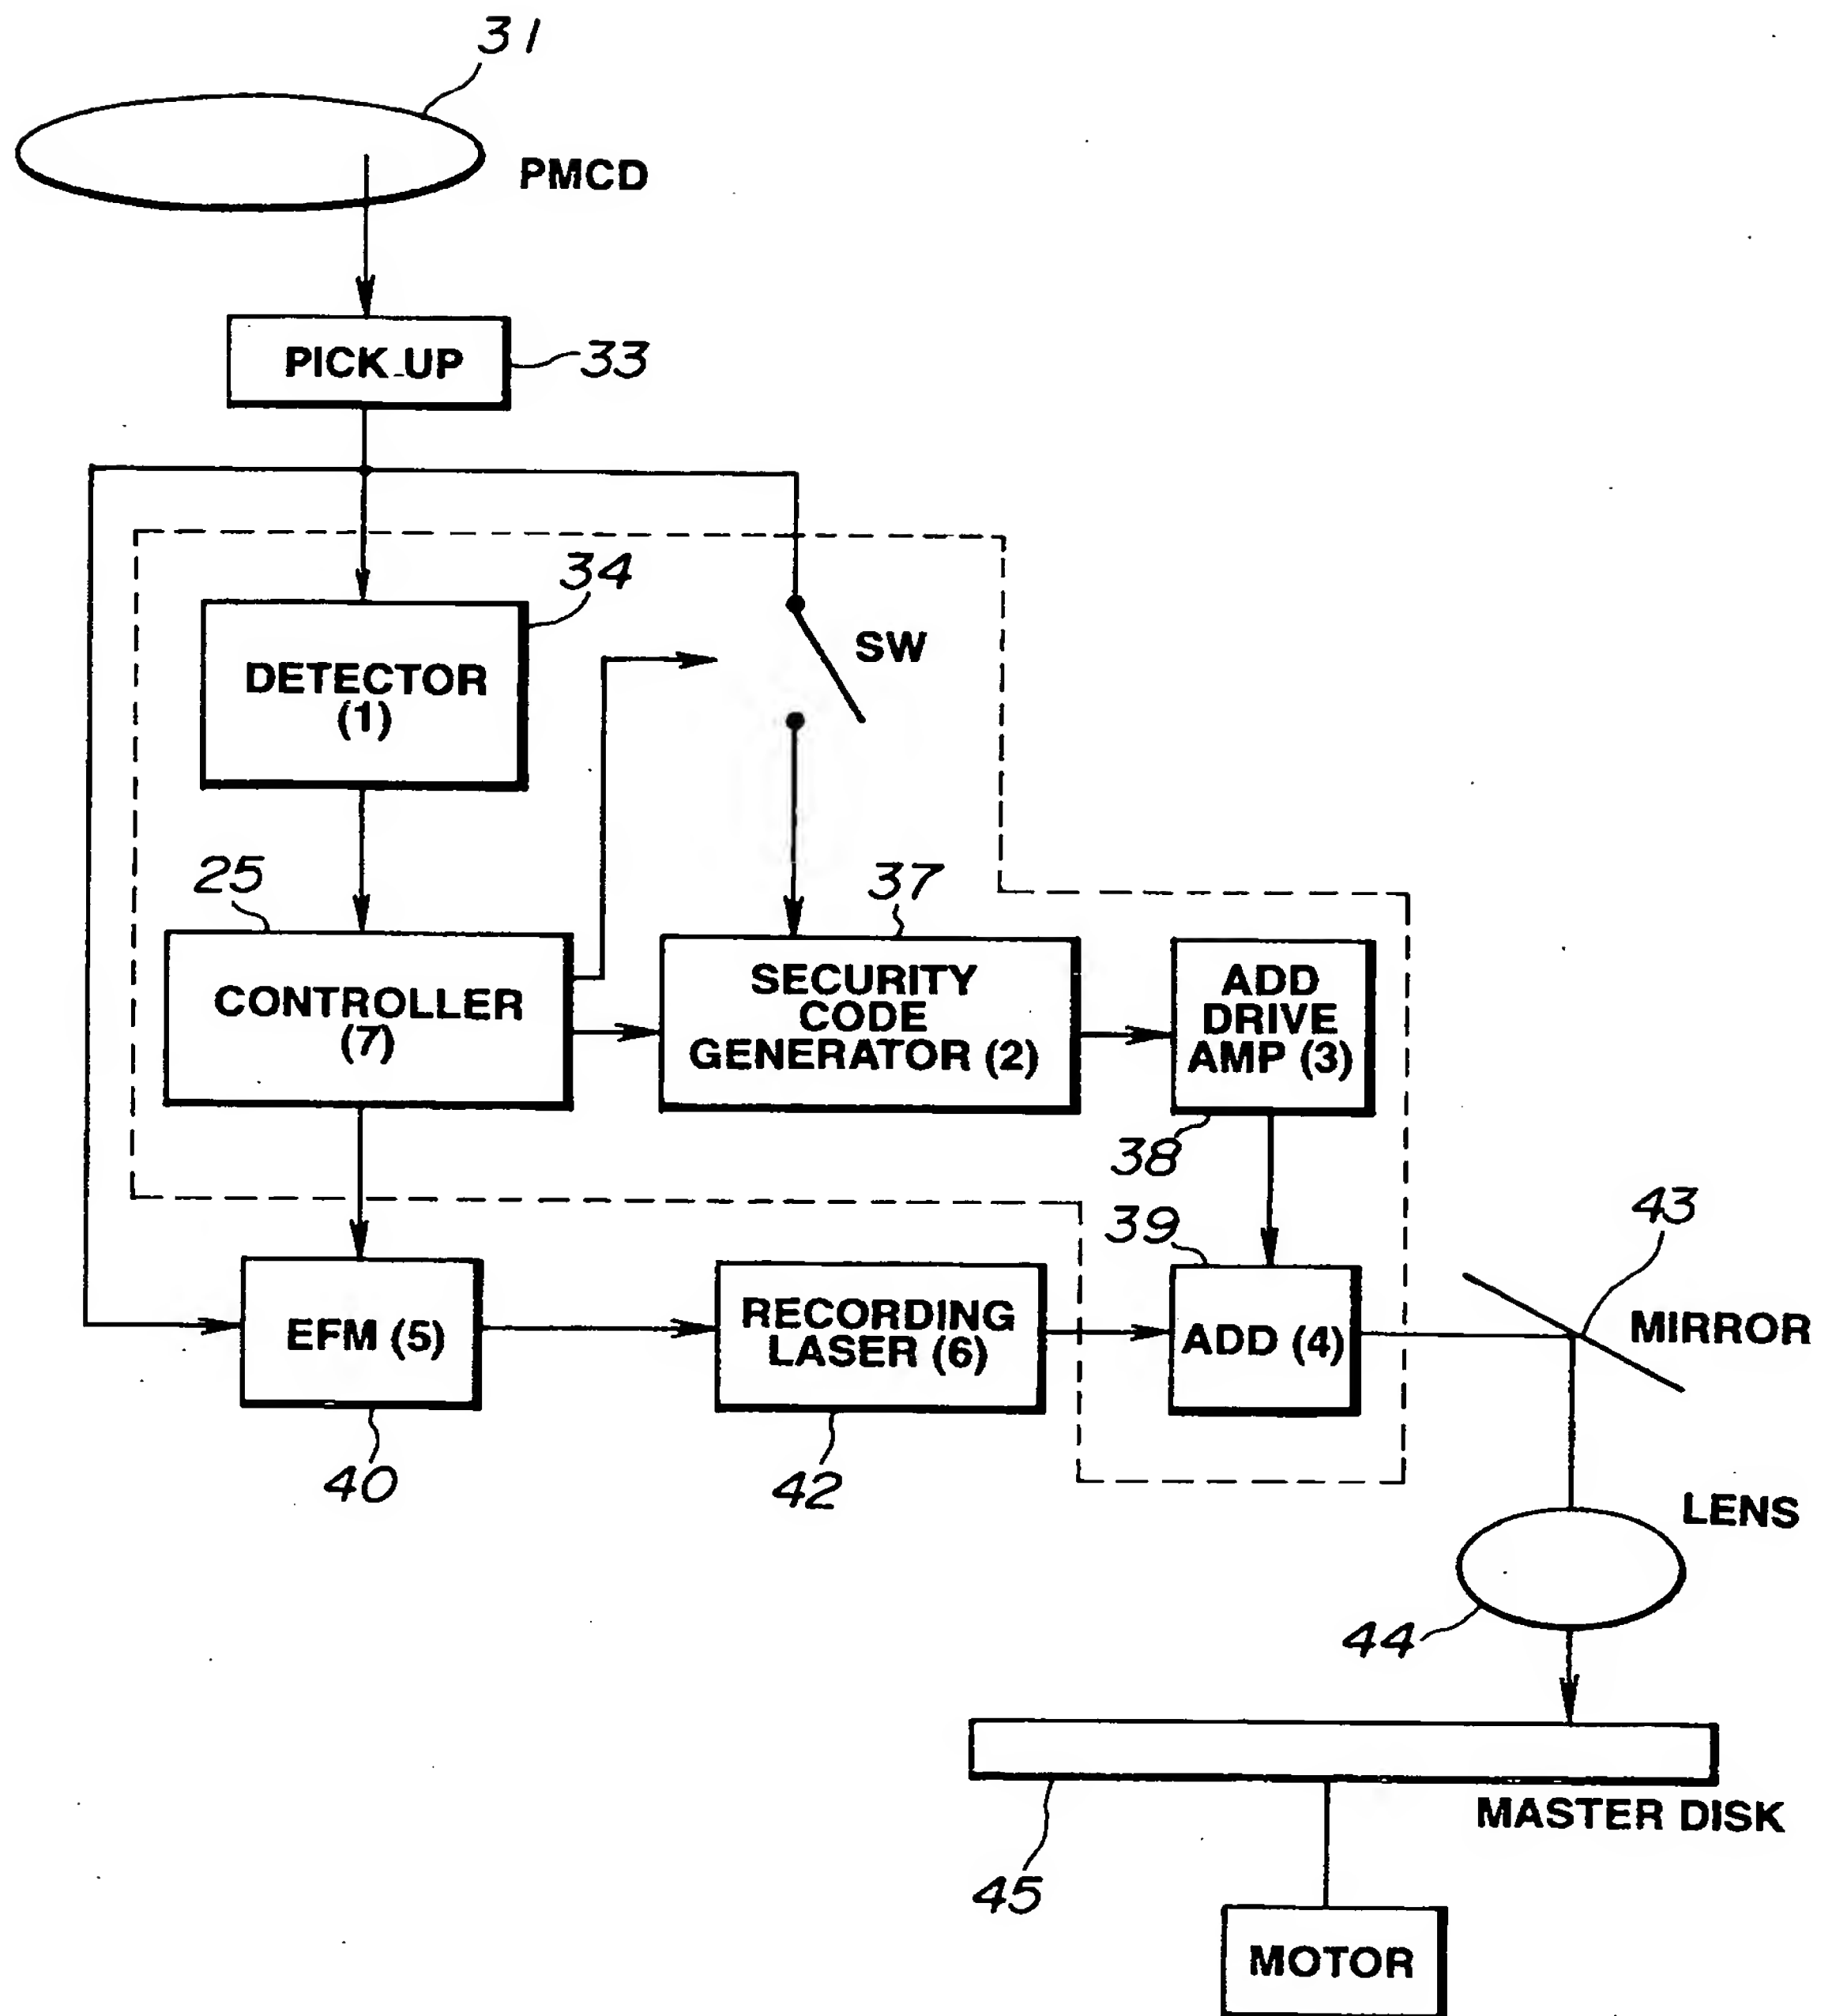 31
PMCD
PICK UP
33
34
DETECTOR
(1)
SW
25
37
CONTROLLER
(7)
SECURITY
CODE
GENERATOR (2)
ADD
DRIVE
AMP (3)
38
39
43
EFM (5)
RECORDING
LASER (6)
ADD (4)
MIRROR
40
42
LENS
44
MASTER DISK
45
MOTOR